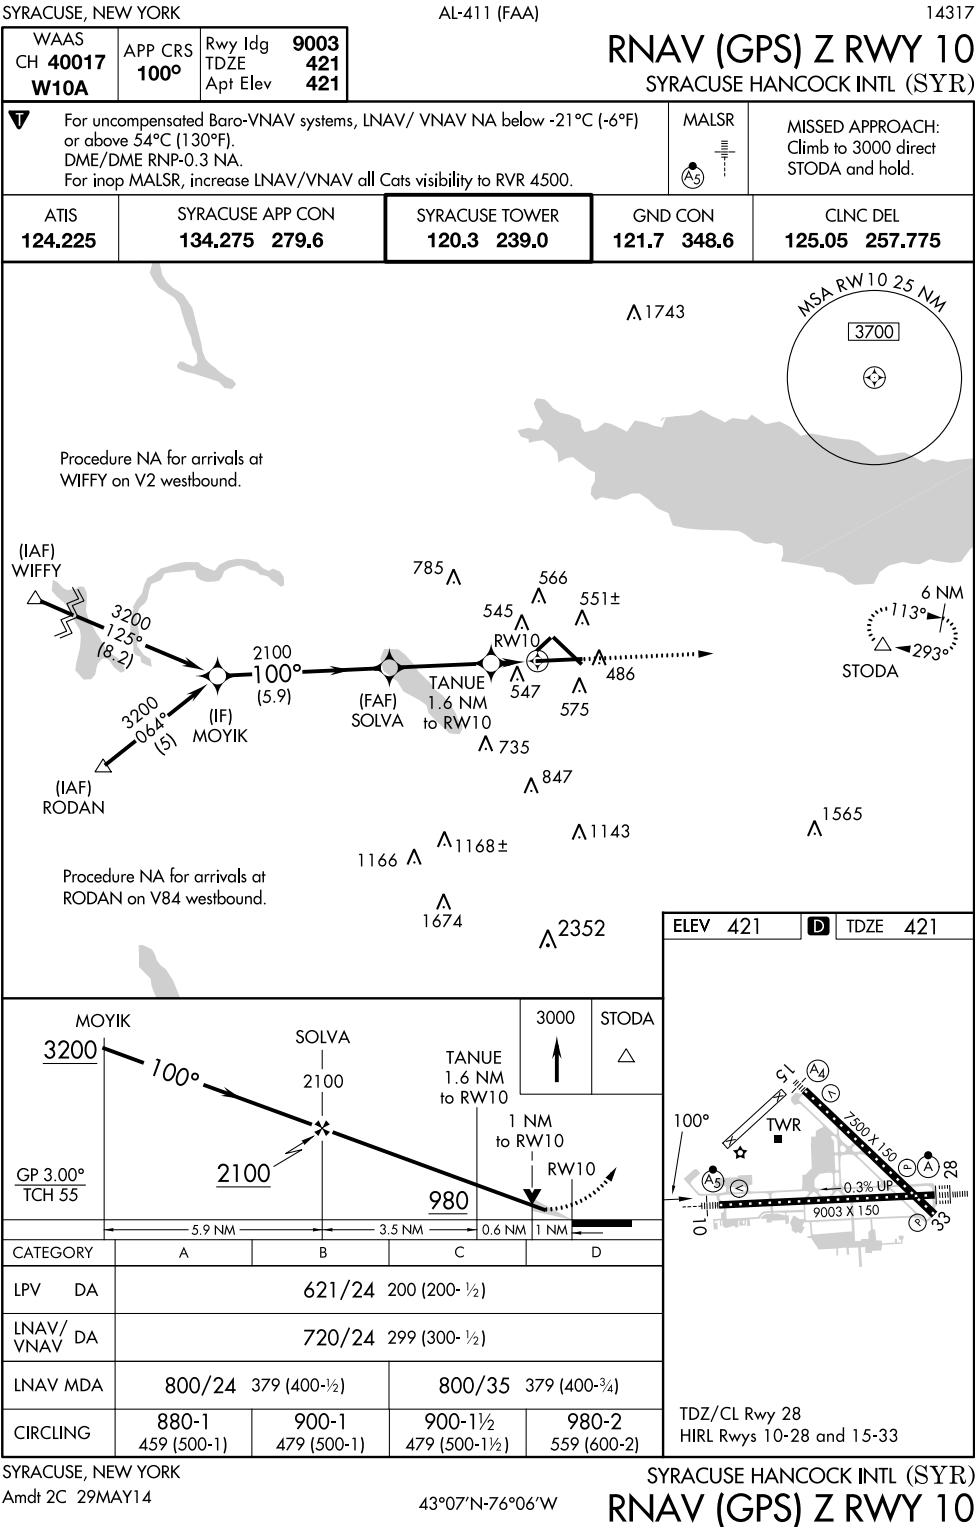 SYRACUSE, NEW YORK
AL-411 (FAA)
14317
WAAS
CH 40017
W10A
APP CRS
100°
Rwy Idg 9003
TDZE 421
Apt Elev 421
RNAV (GPS) Z RWY 10
SYRACUSE HANCOCK INTL (SYR)
T
For uncompensated Baro-VNAV systems, LNAV/ VNAV NA below -21°C (-6°F)
or above 54°C (130°F).
DME/DME RNP-0.3 NA.
For inop MALSR, increase LNAV/VNAV all Cats visibility to RVR 4500.
MALSR
A5
MISSED APPROACH:
Climb to 3000 direct
STODA and hold.
ATIS
124.225
SYRACUSE APP CON
134.275 279.6
SYRACUSE TOWER
120.3 239.0
GND CON
121.7 348.6
CLNC DEL
125.05 257.775
MSA RW10 25 NM
3700
1743
Procedure NA for arrivals at
WIFFY on V2 westbound.
(IAF)
WIFFY
3200
125°
(8.2)
785
566
545
551±
RW10
6 NM
113°
293°
STODA
2100
100°
(5.9)
TANUE
1.6 NM
to RW10
547
486
575
(IF)
MOYIK
(FAF)
SOLVA
3200
064°
(5)
(IAF)
RODAN
735
847
1565
1143
1168±
1166
Procedure NA for arrivals at
RODAN on V84 westbound.
1674
2352
ELEV 421
D
TDZE 421
MOYIK
3200
100°
SOLVA
2100
2100
TANUE
1.6 NM
to RW10
1 NM
to RW10
RW10
3000
STODA
GP 3.00°
TCH 55
980
5.9 NM
3.5 NM
0.6 NM
1 NM
15
A4
V
7500 X 150
TWR
100°
P
A
28
A5
V
0.3% UP
9003 X 150
10
P
33
CATEGORY A B C D
LPV DA 621/24 200 (200- ½)
LNAV/
VNAV DA 720/24 299 (300- ½)
LNAV MDA 800/24 379 (400-½) 800/35 379 (400-¾)
CIRCLING
880-1
459 (500-1)
900-1
479 (500-1)
900-1½
479 (500-1½)
980-2
559 (600-2)
TDZ/CL Rwy 28
HIRL Rwys 10-28 and 15-33
SYRACUSE, NEW YORK
Amdt 2C 29MAY14
43°07'N-76°06'W
SYRACUSE HANCOCK INTL (SYR)
RNAV (GPS) Z RWY 10